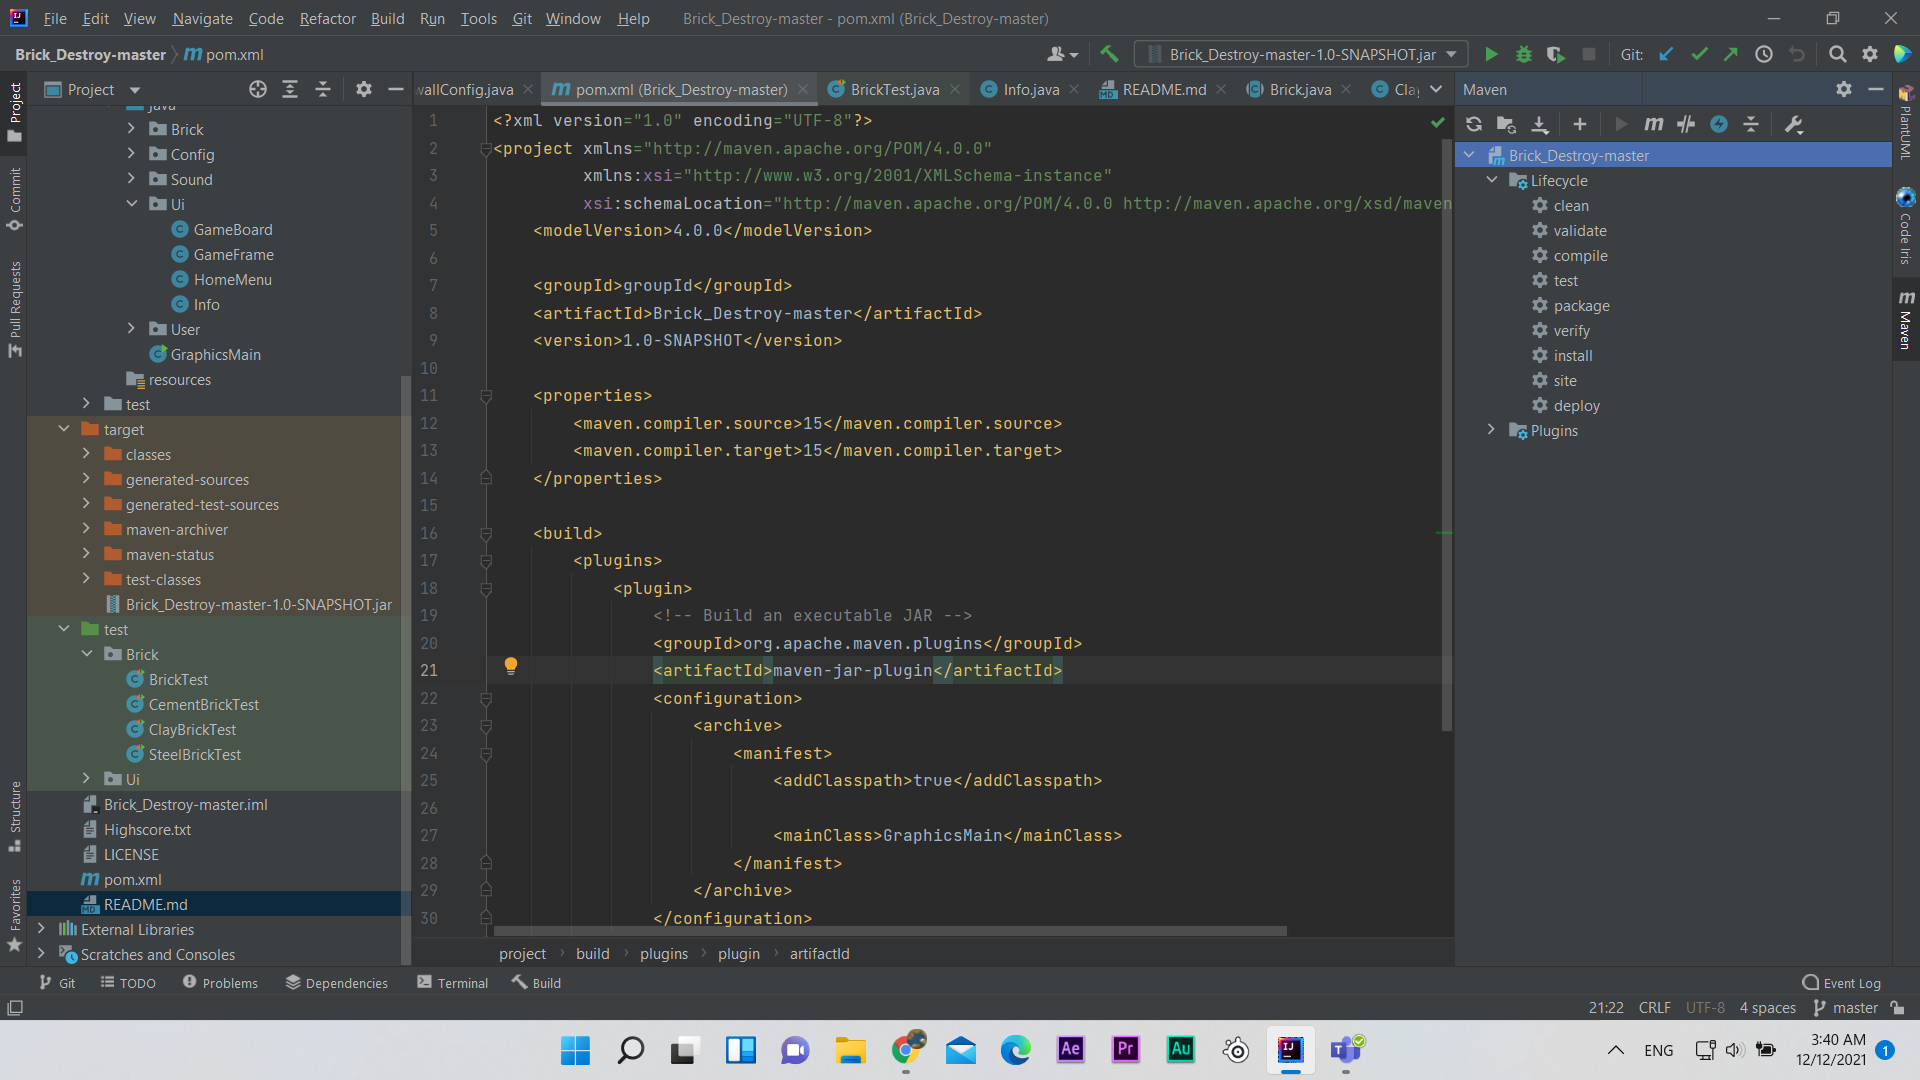 File Edit View Navigate Code Refactor Build Run Tools Git Window Help Brick_Destroy-master - pom.xml (Brick_Destroy-master)
Brick_Destroy-master pom.xml
Brick_Destroy-master-1.0-SNAPSHOT.jar
Git:
Project
wallConfig.java
pom.xml (Brick_Destroy-master)
BrickTest.java
Info.java
README.md
Brick.java
Cla
Maven
Project
Commit
Pull Requests
Structure
Favorites
java
Brick
Config
Sound
Ui
GameBoard
GameFrame
HomeMenu
Info
User
GraphicsMain
resources
test
target
classes
generated-sources
generated-test-sources
maven-archiver
maven-status
test-classes
Brick_Destroy-master-1.0-SNAPSHOT.jar
test
Brick
BrickTest
CementBrickTest
ClayBrickTest
SteelBrickTest
Ui
Brick_Destroy-master.iml
Highscore.txt
LICENSE
pom.xml
README.md
External Libraries
Scratches and Consoles
1 <?xml version="1.0" encoding="UTF-8"?>
2 <project xmlns="http://maven.apache.org/POM/4.0.0"
3 xmlns:xsi="http://www.w3.org/2001/XMLSchema-instance"
4 xsi:schemaLocation="http://maven.apache.org/POM/4.0.0 http://maven.apache.org/xsd/maven
5 <modelVersion>4.0.0</modelVersion>
6
7 <groupId>groupId</groupId>
8 <artifactId>Brick_Destroy-master</artifactId>
9 <version>1.0-SNAPSHOT</version>
10
11 <properties>
12 <maven.compiler.source>15</maven.compiler.source>
13 <maven.compiler.target>15</maven.compiler.target>
14 </properties>
15
16 <build>
17 <plugins>
18 <plugin>
19 <!-- Build an executable JAR -->
20 <groupId>org.apache.maven.plugins</groupId>
21 <artifactId>maven-jar-plugin</artifactId>
22 <configuration>
23 <archive>
24 <manifest>
25 <addClasspath>true</addClasspath>
26
27 <mainClass>GraphicsMain</mainClass>
28 </manifest>
29 </archive>
30 </configuration>
project build plugins plugin artifactId
Brick_Destroy-master
Lifecycle
clean
validate
compile
test
package
verify
install
site
deploy
Plugins
PlantUML
Code Iris
Maven
Git TODO Problems Dependencies Terminal Build Event Log
21:22 CRLF UTF-8 4 spaces master
Ae Pr Au
ENG
3:40 AM
12/12/2021
1